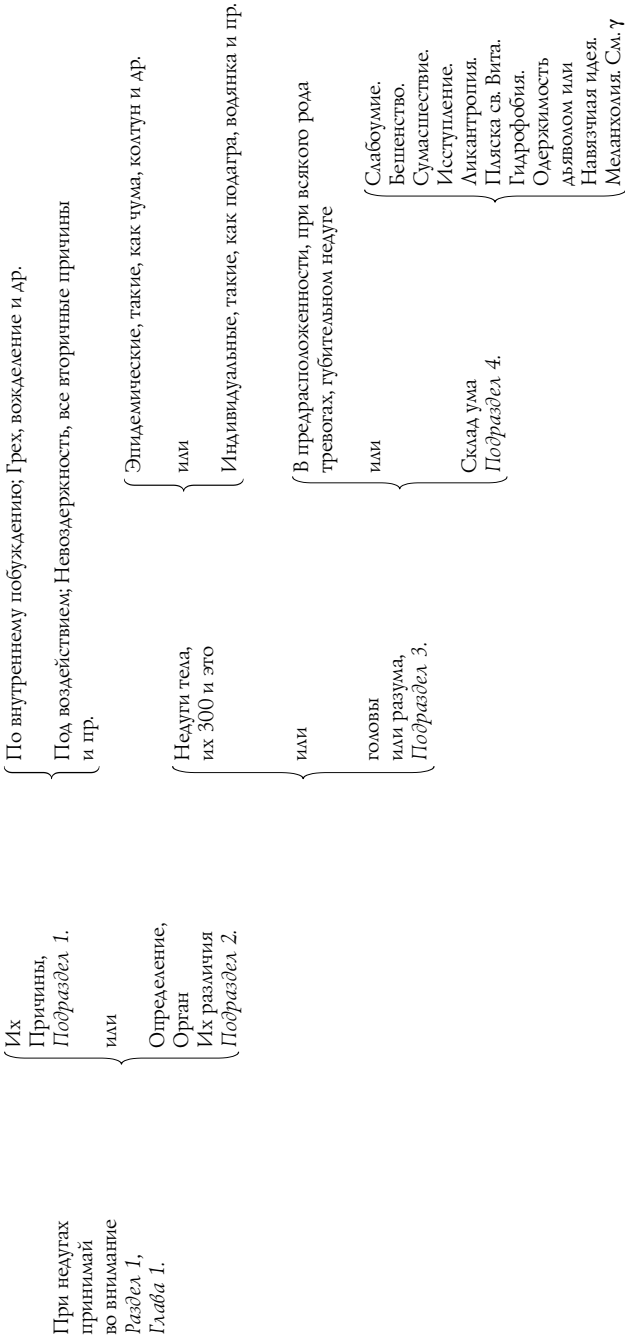 При недугах
принимай
во внимание
Раздел 1,
Глава 1.
Их
Причины,
Подраздел 1.
или
Определение,
Орган
Их различия
Подраздел 2.
По внутреннему побуждению; Грех, вожделение и др.
Под воздействием; Невоздержность, все вторичные причины
и пр.
Недуги тела,
их 300 и это
или
головы
или разума,
Подраздел 3.
Эпидемические, такие, как чума, колтун и др.
или
Индивидуальные, такие, как подагра, водянка и пр.
В предрасположенности, при всякого рода
тревогах, губительном недуге
или
Склад ума
Подраздел 4.
Слабоумие.
Бешенство.
Сумасшествие.
Исступление.
Ликантропия.
Пляска св. Вита.
Гидрофобия.
Одержимость
дьяволом или
Навязчиая идея.
Меланхолия. См. γ